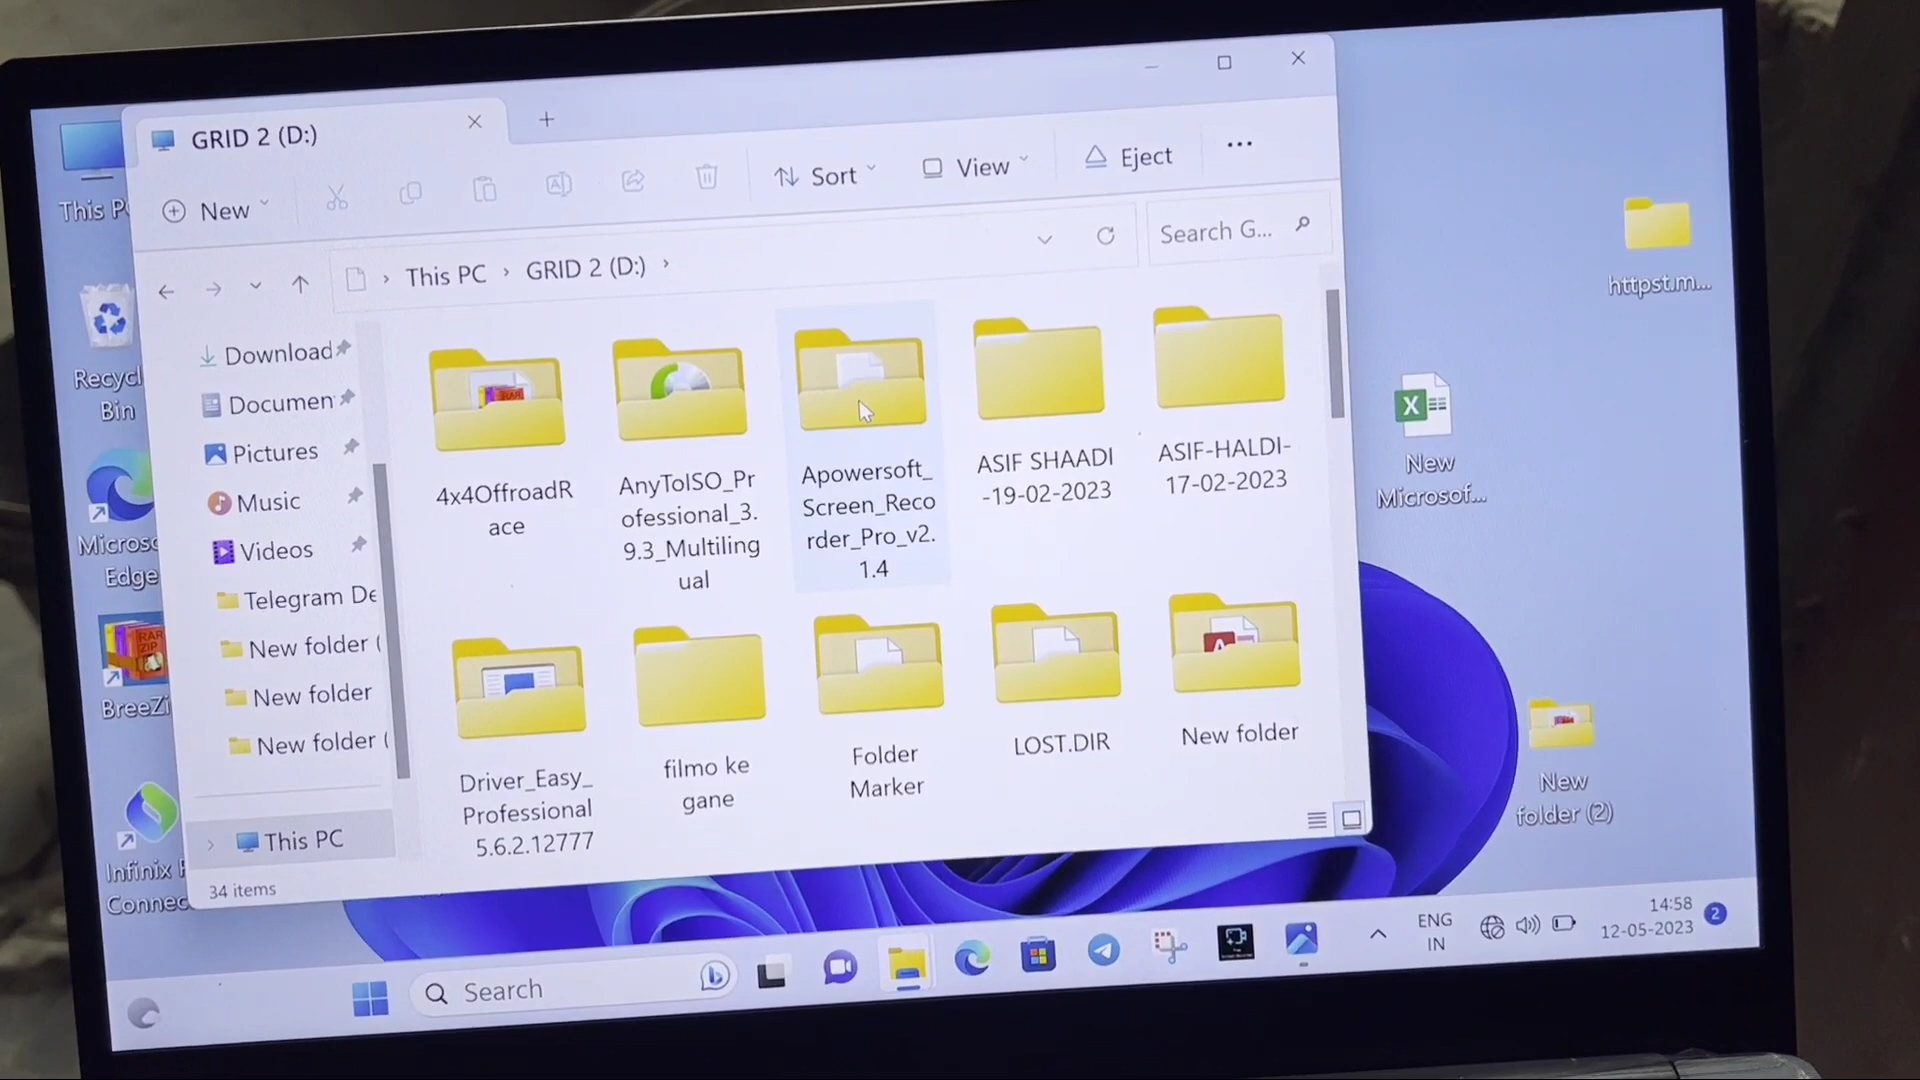 GRID 2 (D:)
New
Sort
View
Eject
This PC
GRID 2 (D:)
Search G...
Download
Documen
Pictures
Music
Videos
Telegram De
New folder (
New folder
New folder (
This PC
34 items
4x4OffroadR
ace
AnyToISO_Pr
ofessional_3.
9.3_Multiling
ual
Apowersoft_
Screen_Reco
rder_Pro_v2.
1.4
ASIF SHAADI
-19-02-2023
ASIF-HALDI-
17-02-2023
Driver_Easy_
Professional
5.6.2.12777
filmo ke
gane
Folder
Marker
LOST.DIR
New folder
This P
Recycl
Bin
Micros
Edge
RAR
ZIP
BreeZi
Infinix
Connec
httpst.m...
New
Microsof...
New
folder (2)
Search
ENG
IN
14:58
12-05-2023
2